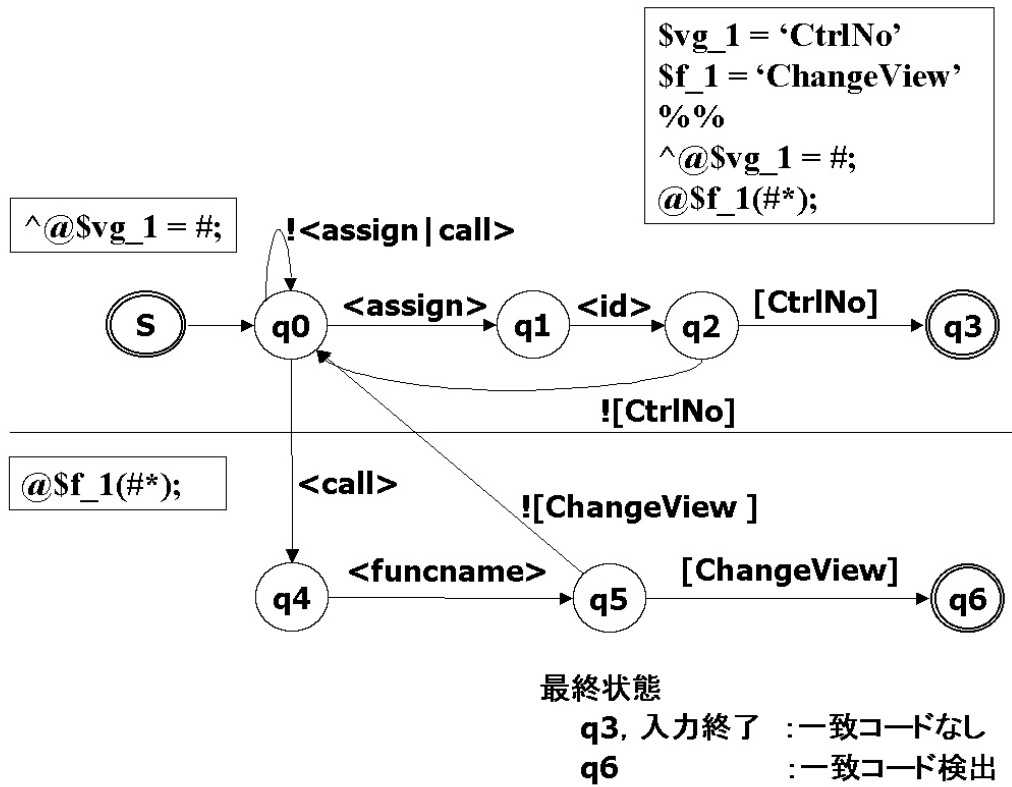 $vg_1 = ‘CtrlNo’
$f_1 = ‘ChangeView’
%%
^@$vg_1 = #;
@$f_1(#*);
^@$vg_1 = #;
!<assign|call>
S
q0
<assign>
q1
<id>
q2
[CtrlNo]
q3
![CtrlNo]
@$f_1(#*);
<call>
![ChangeView ]
q4
<funcname>
q5
[ChangeView]
q6
最終状態
q3, 入力終了 :一致コードなし
q6 :一致コード検出